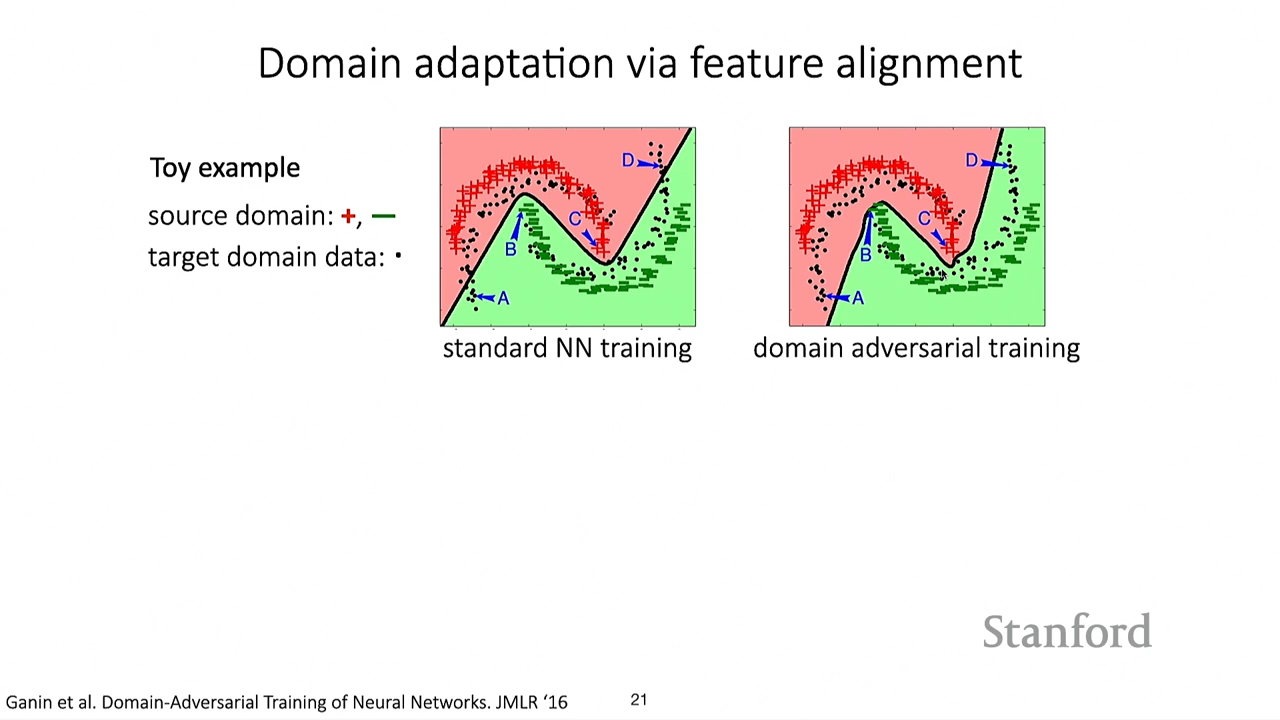 Domain adaptation via feature alignment
Toy example
source domain: +, −
target domain data: ·
A
B
C
D
standard NN training
A
B
C
D
domain adversarial training
Stanford
Ganin et al. Domain-Adversarial Training of Neural Networks. JMLR ‘16
21